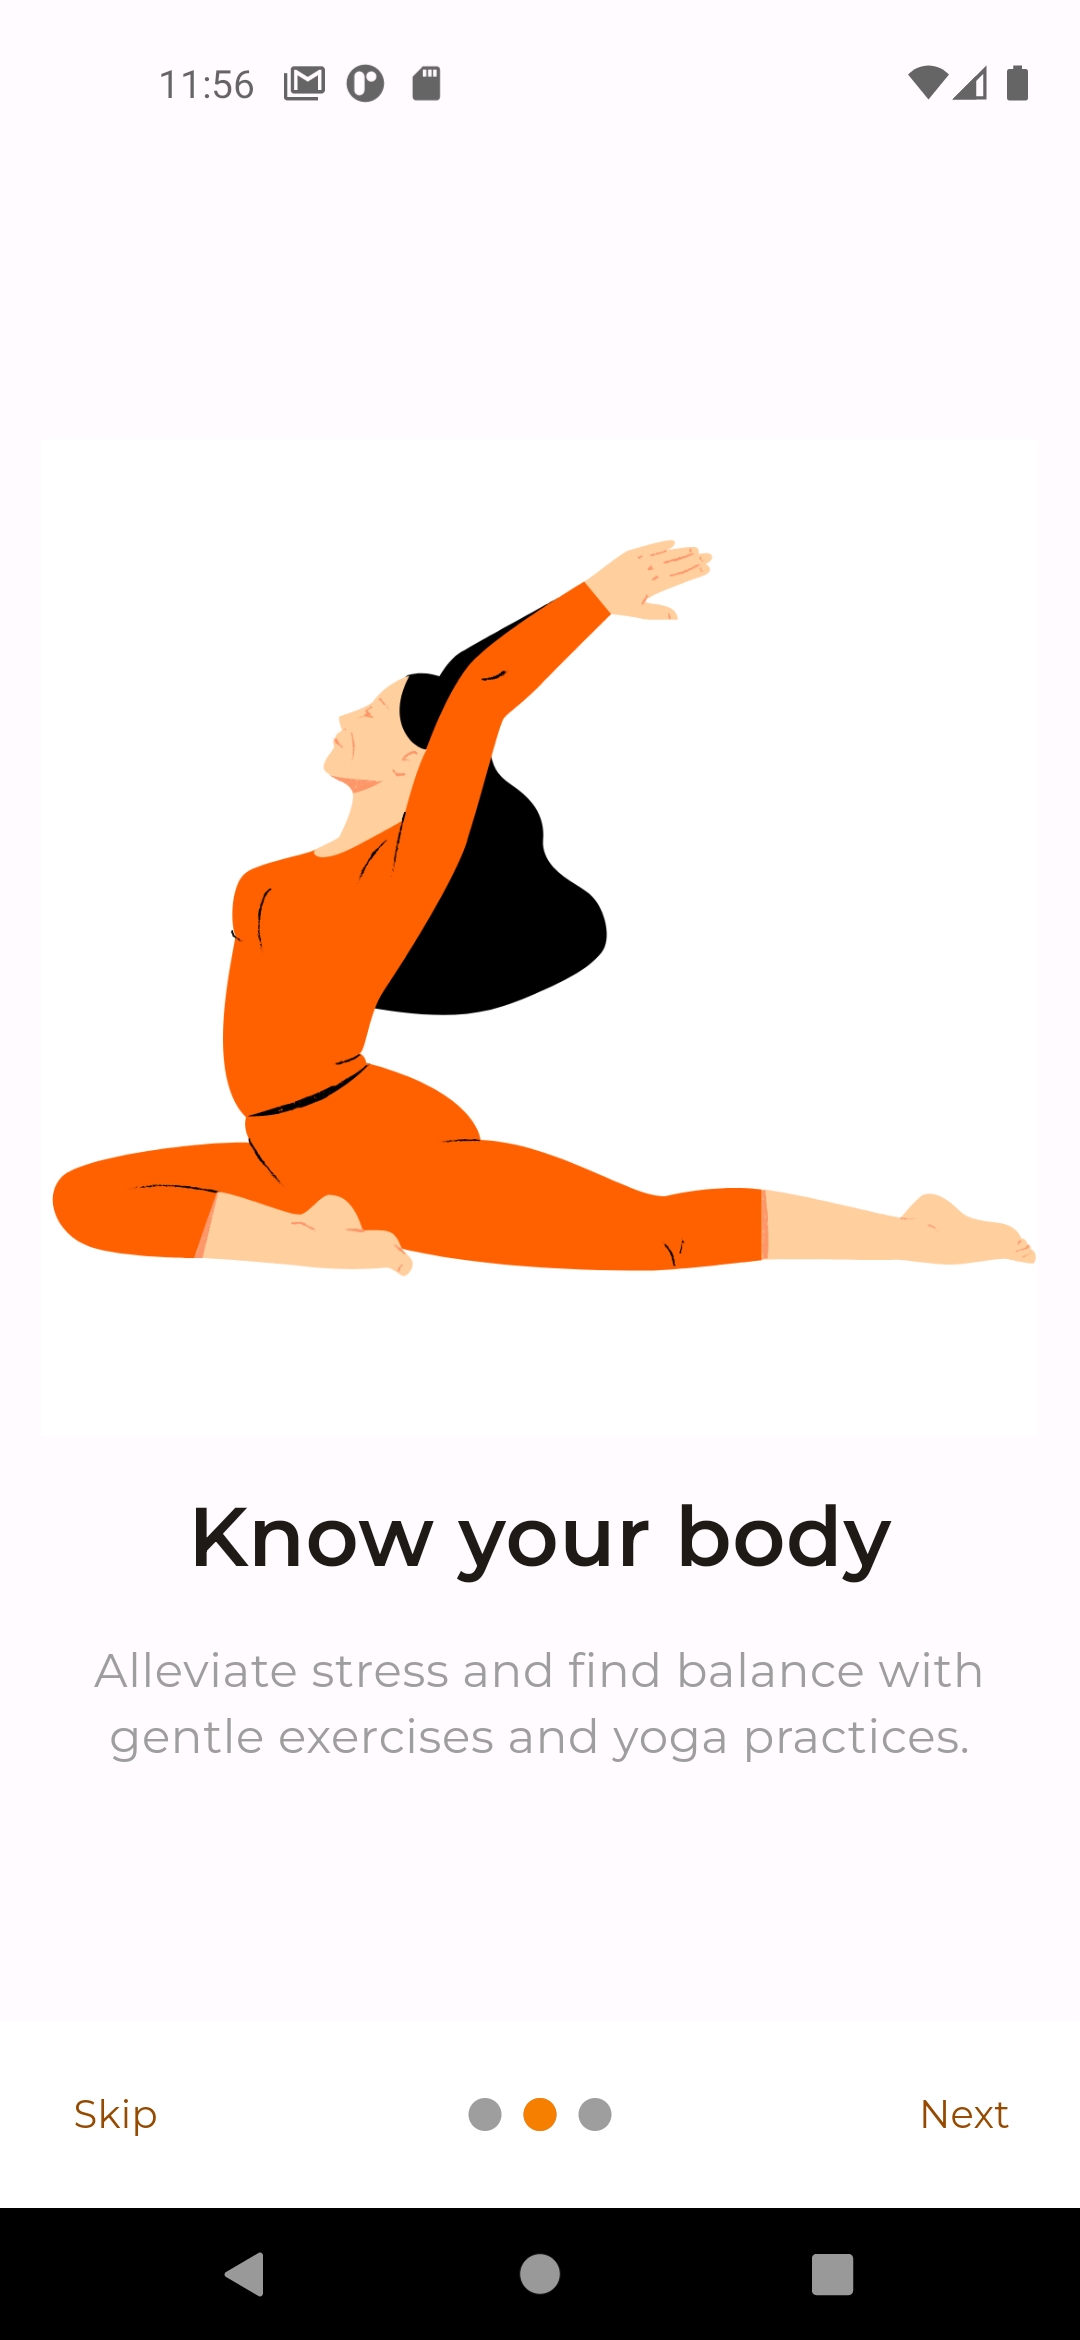 11:56
Know your body
Alleviate stress and find balance with
gentle exercises and yoga practices.
Skip
Next